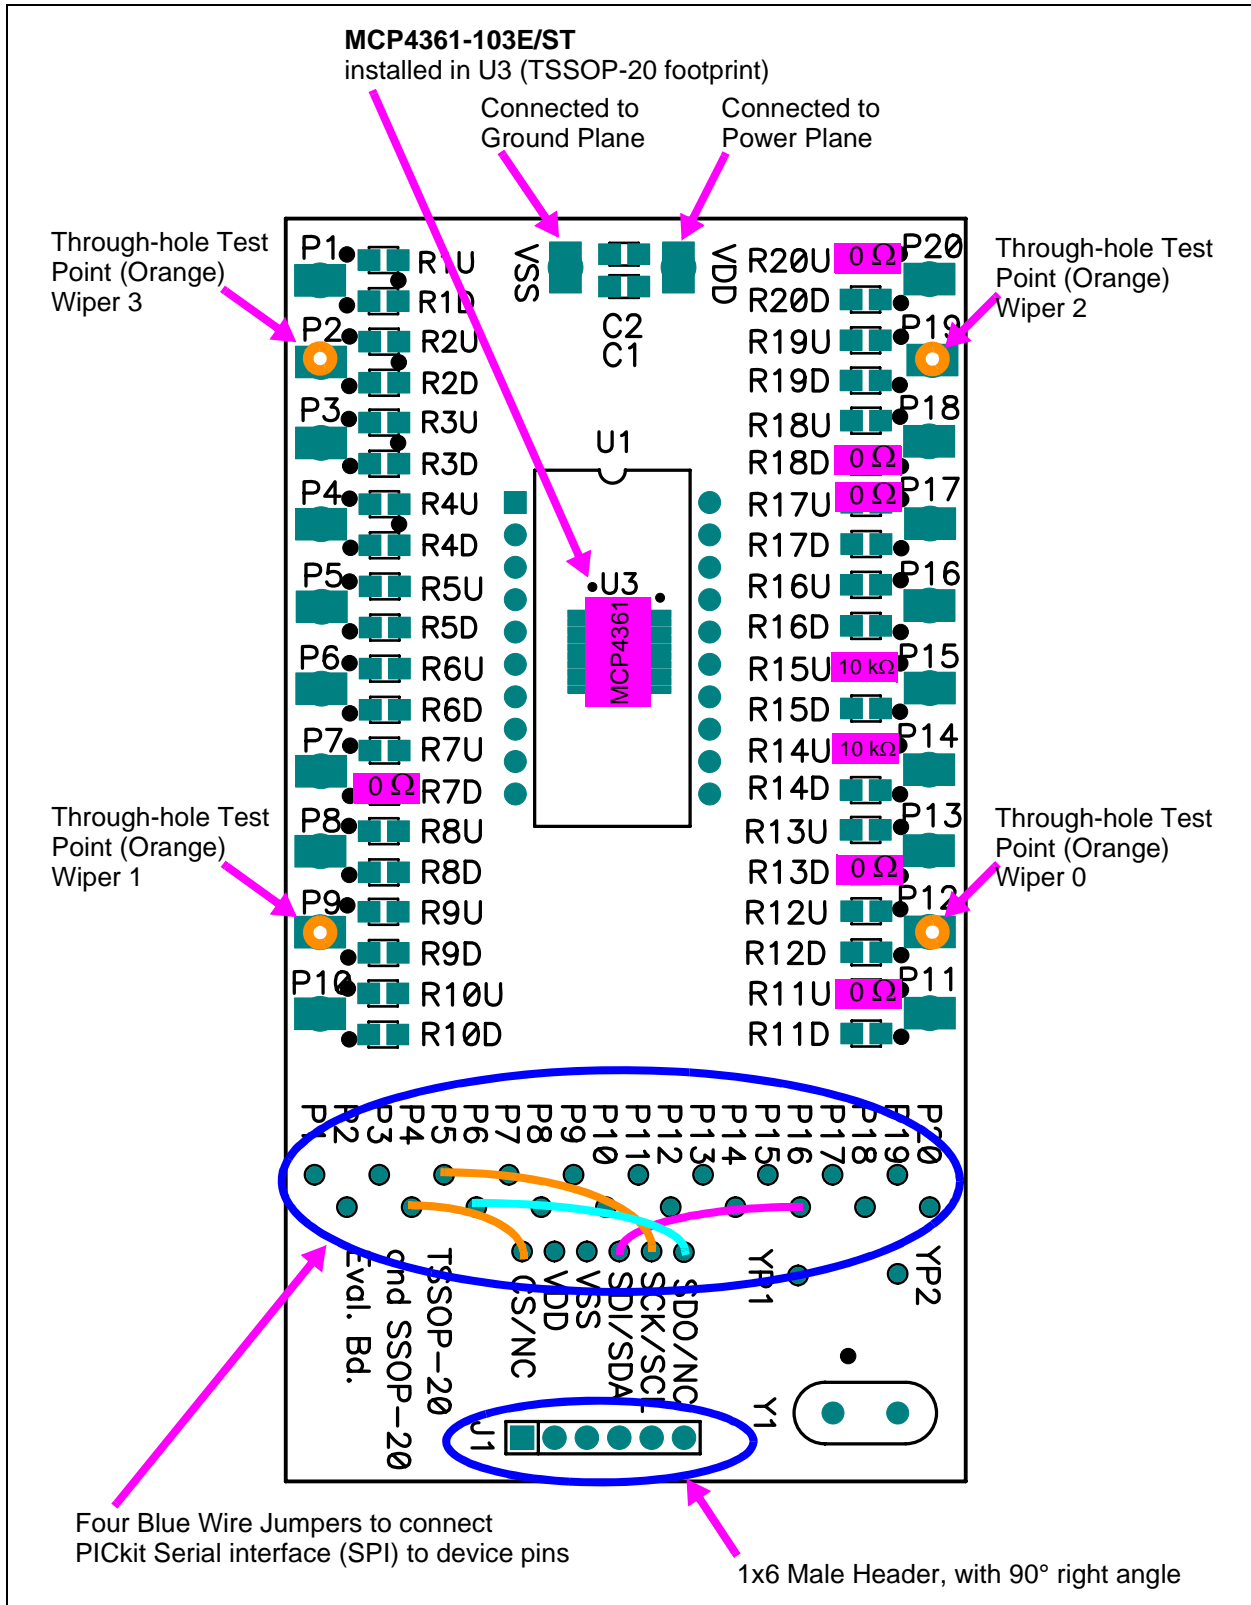 MCP4361-103E/ST
installed in U3 (TSSOP-20 footprint)
Connected to
Ground Plane
Connected to
Power Plane
Through-hole Test
Point (Orange)
Wiper 3
Through-hole Test
Point (Orange)
Wiper 2
P1
R1U
R1D
P2
R2U
R2D
P3
R3U
R3D
P4
R4U
R4D
P5
R5U
R5D
P6
R6U
R6D
P7
R7U
0 Ω
R7D
P8
R8U
R8D
P9
R9U
R9D
P10
R10U
R10D
VSS
VDD
C2
C1
U1
U3
MCP4361
R20U
0 Ω
P20
R20D
R19U
P19
R19D
R18U
P18
R18D
0 Ω
R17U
0 Ω
P17
R17D
R16U
P16
R16D
R15U
10 kΩ
P15
R15D
R14U
10 kΩ
P14
R14D
R13U
P13
R13D
0 Ω
R12U
P12
R12D
R11U
0 Ω
P11
R11D
Through-hole Test
Point (Orange)
Wiper 1
Through-hole Test
Point (Orange)
Wiper 0
P1
P2
P3
P4
P5
P6
P7
P8
P9
P10
P11
P12
P13
P14
P15
P16
P17
P18
P19
P20
TSSOP-20
and SSOP-20
Eval. Bd.
CS/NC
VDD
VSS
SDI/SDA
SCK/SCL
SDO/NC
YP1
YP2
Y1
J1
Four Blue Wire Jumpers to connect
PICkit Serial interface (SPI) to device pins
1x6 Male Header, with 90° right angle